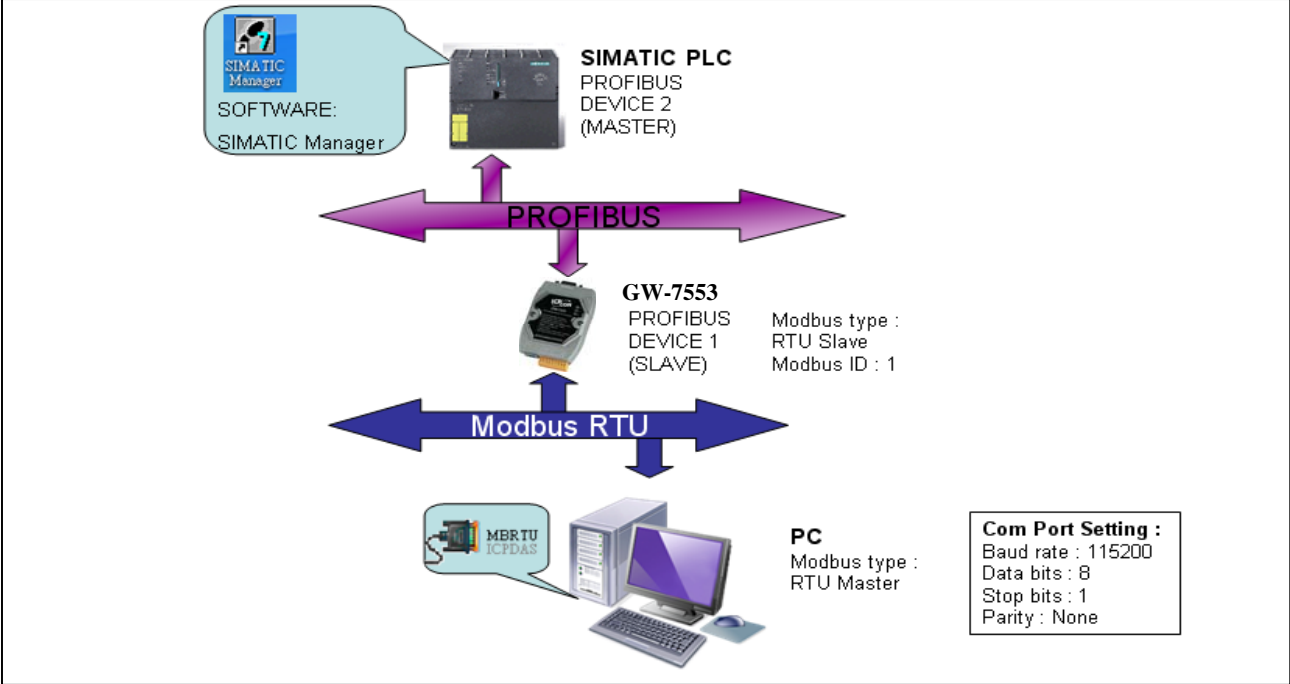 SIMATIC
Manager
SOFTWARE:
SIMATIC Manager
SIMATIC PLC
PROFIBUS
DEVICE 2
(MASTER)
PROFIBUS
GW-7553
PROFIBUS
DEVICE 1
(SLAVE)
Modbus type :
RTU Slave
Modbus ID : 1
Modbus RTU
MBRTU
ICPDAS
PC
Modbus type :
RTU Master
Com Port Setting :
Baud rate : 115200
Data bits : 8
Stop bits : 1
Parity : None